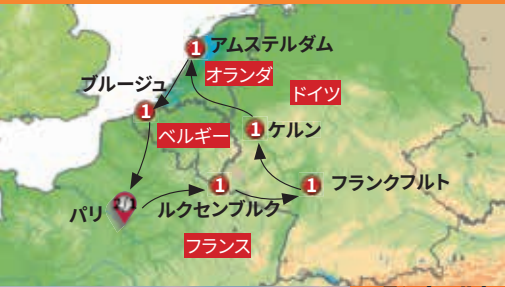 アムステルダム
1
オランダ
ブルージュ
ドイツ
1
ベルギー
1
ケルン
パリ
2/1
1
ルクセンブルク
1
フランクフルト
フランス